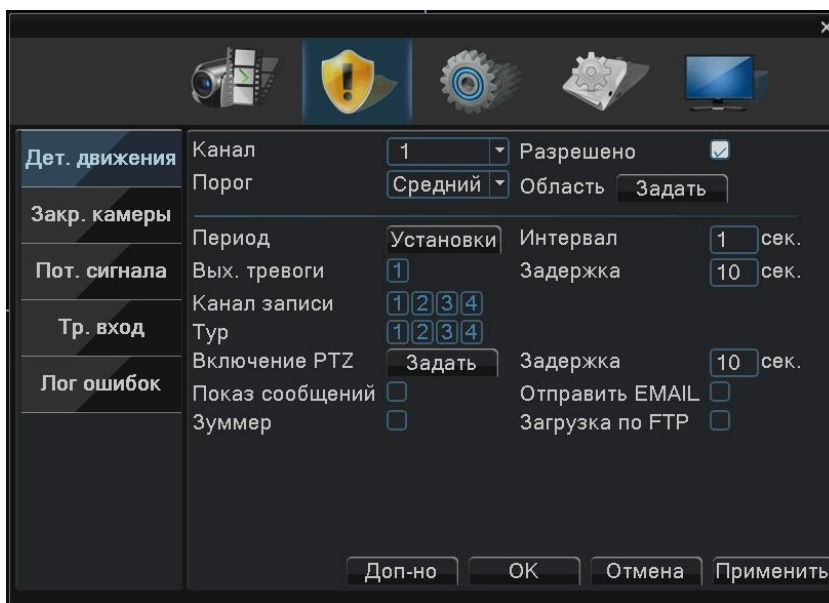 Дет. движения
Закр. камеры
Пот. сигнала
Тр. вход
Лог ошибок
Канал 1 Разрешено
Порог Средний Область Задать
Период Установки Интервал 1 сек.
Вых. тревоги 1 Задержка 10 сек.
Канал записи 1 2 3 4
Тур 1 2 3 4
Включение PTZ Задать Задержка 10 сек.
Показ сообщений Отправить EMAIL
Зуммер Загрузка по FTP
Доп-но OK Отмена Применить